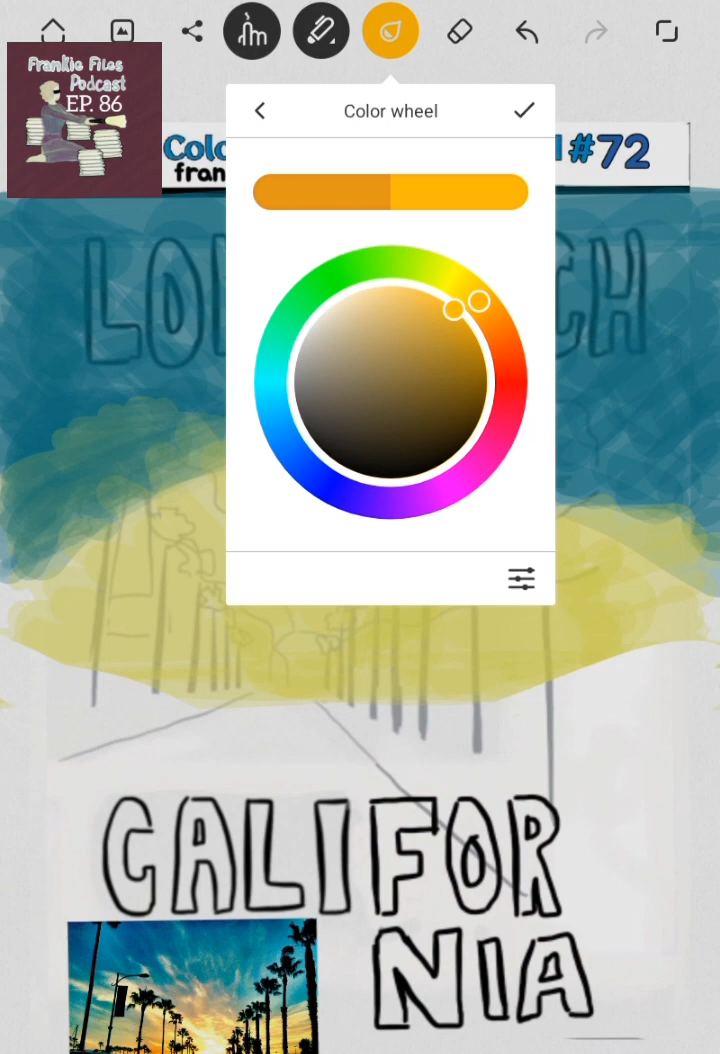 Frankie Files
Podcast
EP. 86
Color wheel
#72
fran
CALIFOR
NIA